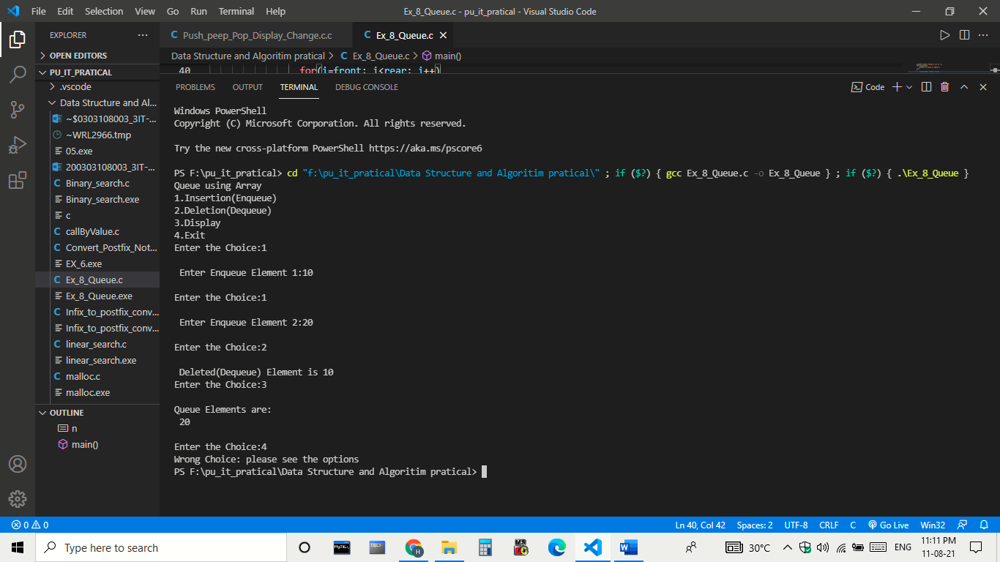 File Edit Selection View Go Run Terminal Help
Ex_8_Queue.c - pu_it_pratical - Visual Studio Code
EXPLORER
OPEN EDITORS
PU_IT_PRATICAL
.vscode
Data Structure and Al...
~$0303108003_3IT-...
~WRL2966.tmp
05.exe
200303108003_3IT-...
Binary_search.c
Binary_search.exe
c
callByValue.c
Convert_Postfix_Not...
EX_6.exe
Ex_8_Queue.c
Ex_8_Queue.exe
Infix_to_postfix_conv...
Infix_to_postfix_conv...
linear_search.c
linear_search.exe
malloc.c
malloc.exe
OUTLINE
n
main()
C Push_peep_Pop_Display_Change.c.c
C Ex_8_Queue.c
Data Structure and Algoritim pratical > C Ex_8_Queue.c > main()
40 for(i=front; i<rear; i++)
PROBLEMS OUTPUT TERMINAL DEBUG CONSOLE
Code
Windows PowerShell
Copyright (C) Microsoft Corporation. All rights reserved.
Try the new cross-platform PowerShell https://aka.ms/pscore6
PS F:\pu_it_pratical> cd "f:\pu_it_pratical\Data Structure and Algoritim pratical\" ; if ($?) { gcc Ex_8_Queue.c -o Ex_8_Queue } ; if ($?) { .\Ex_8_Queue }
Queue using Array
1.Insertion(Enqueue)
2.Deletion(Dequeue)
3.Display
4.Exit
Enter the Choice:1
Enter Enqueue Element 1:10
Enter the Choice:1
Enter Enqueue Element 2:20
Enter the Choice:2
Deleted(Dequeue) Element is 10
Enter the Choice:3
Queue Elements are:
20
Enter the Choice:4
Wrong Choice: please see the options
PS F:\pu_it_pratical\Data Structure and Algoritim pratical>
0 0
Ln 40, Col 42 Spaces: 2 UTF-8 CRLF C Go Live Win32
Type here to search
30°C
ENG
11:11 PM
11-08-21